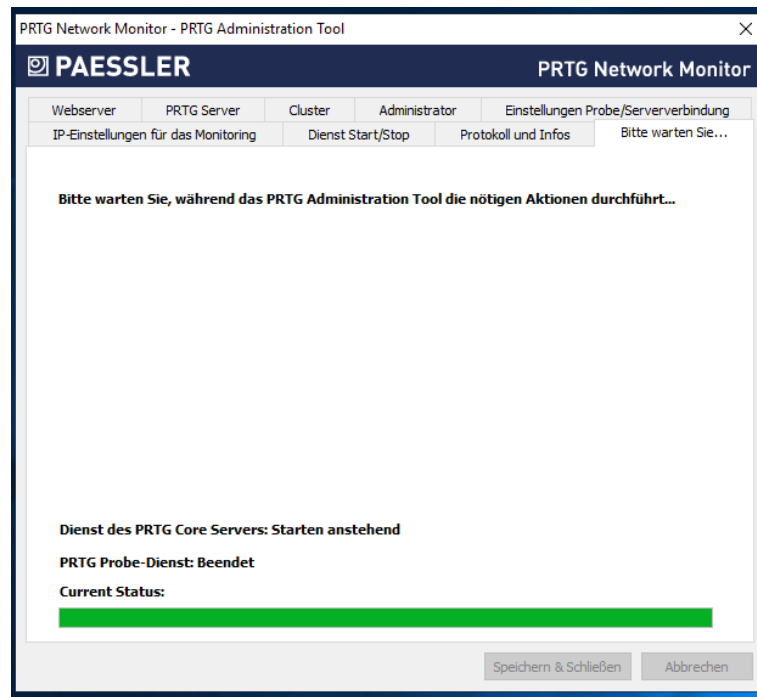 PRTG Network Monitor - PRTG Administration Tool
PAESSLER
PRTG Network Monitor
Webserver
PRTG Server
Cluster
Administrator
Einstellungen Probe/Serververbindung
IP-Einstellungen für das Monitoring
Dienst Start/Stop
Protokoll und Infos
Bitte warten Sie...
Bitte warten Sie, während das PRTG Administration Tool die nötigen Aktionen durchführt...
Dienst des PRTG Core Servers: Starten anstehend
PRTG Probe-Dienst: Beendet
Current Status:
Speichern & Schließen
Abbrechen